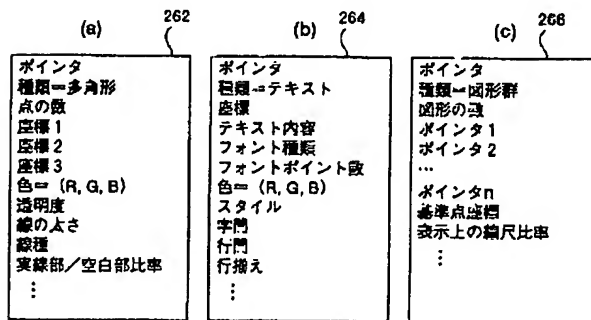 (a) 262
ポインタ
種類=多角形
点の数
座標1
座標2
座標3
色=(R, G, B)
透明度
線の太さ
線種
実線部/空白部比率
⋮
(b) 264
ポインタ
種類=テキスト
座標
テキスト内容
フォント種類
フォントポイント数
色=(R, G, B)
スタイル
字間
行間
行揃え
⋮
(c) 266
ポインタ
種類=図形群
図形の数
ポインタ1
ポインタ2
…
ポインタn
基準点座標
表示上の縮尺比率
⋮